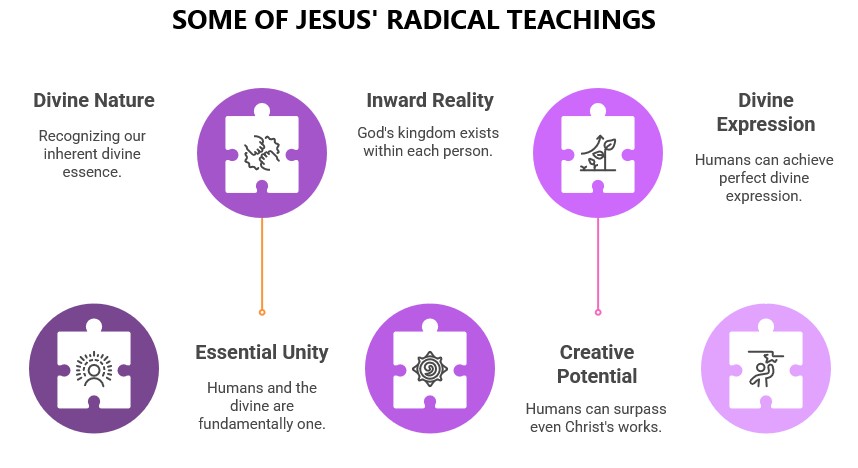 SOME OF JESUS' RADICAL TEACHINGS
Divine Nature
Recognizing our
inherent divine
essence.
Inward Reality
God's kingdom exists
within each person.
Divine
Expression
Humans can achieve
perfect divine
expression.
Essential Unity
Humans and the
divine are
fundamentally one.
Creative
Potential
Humans can surpass
even Christ's works.